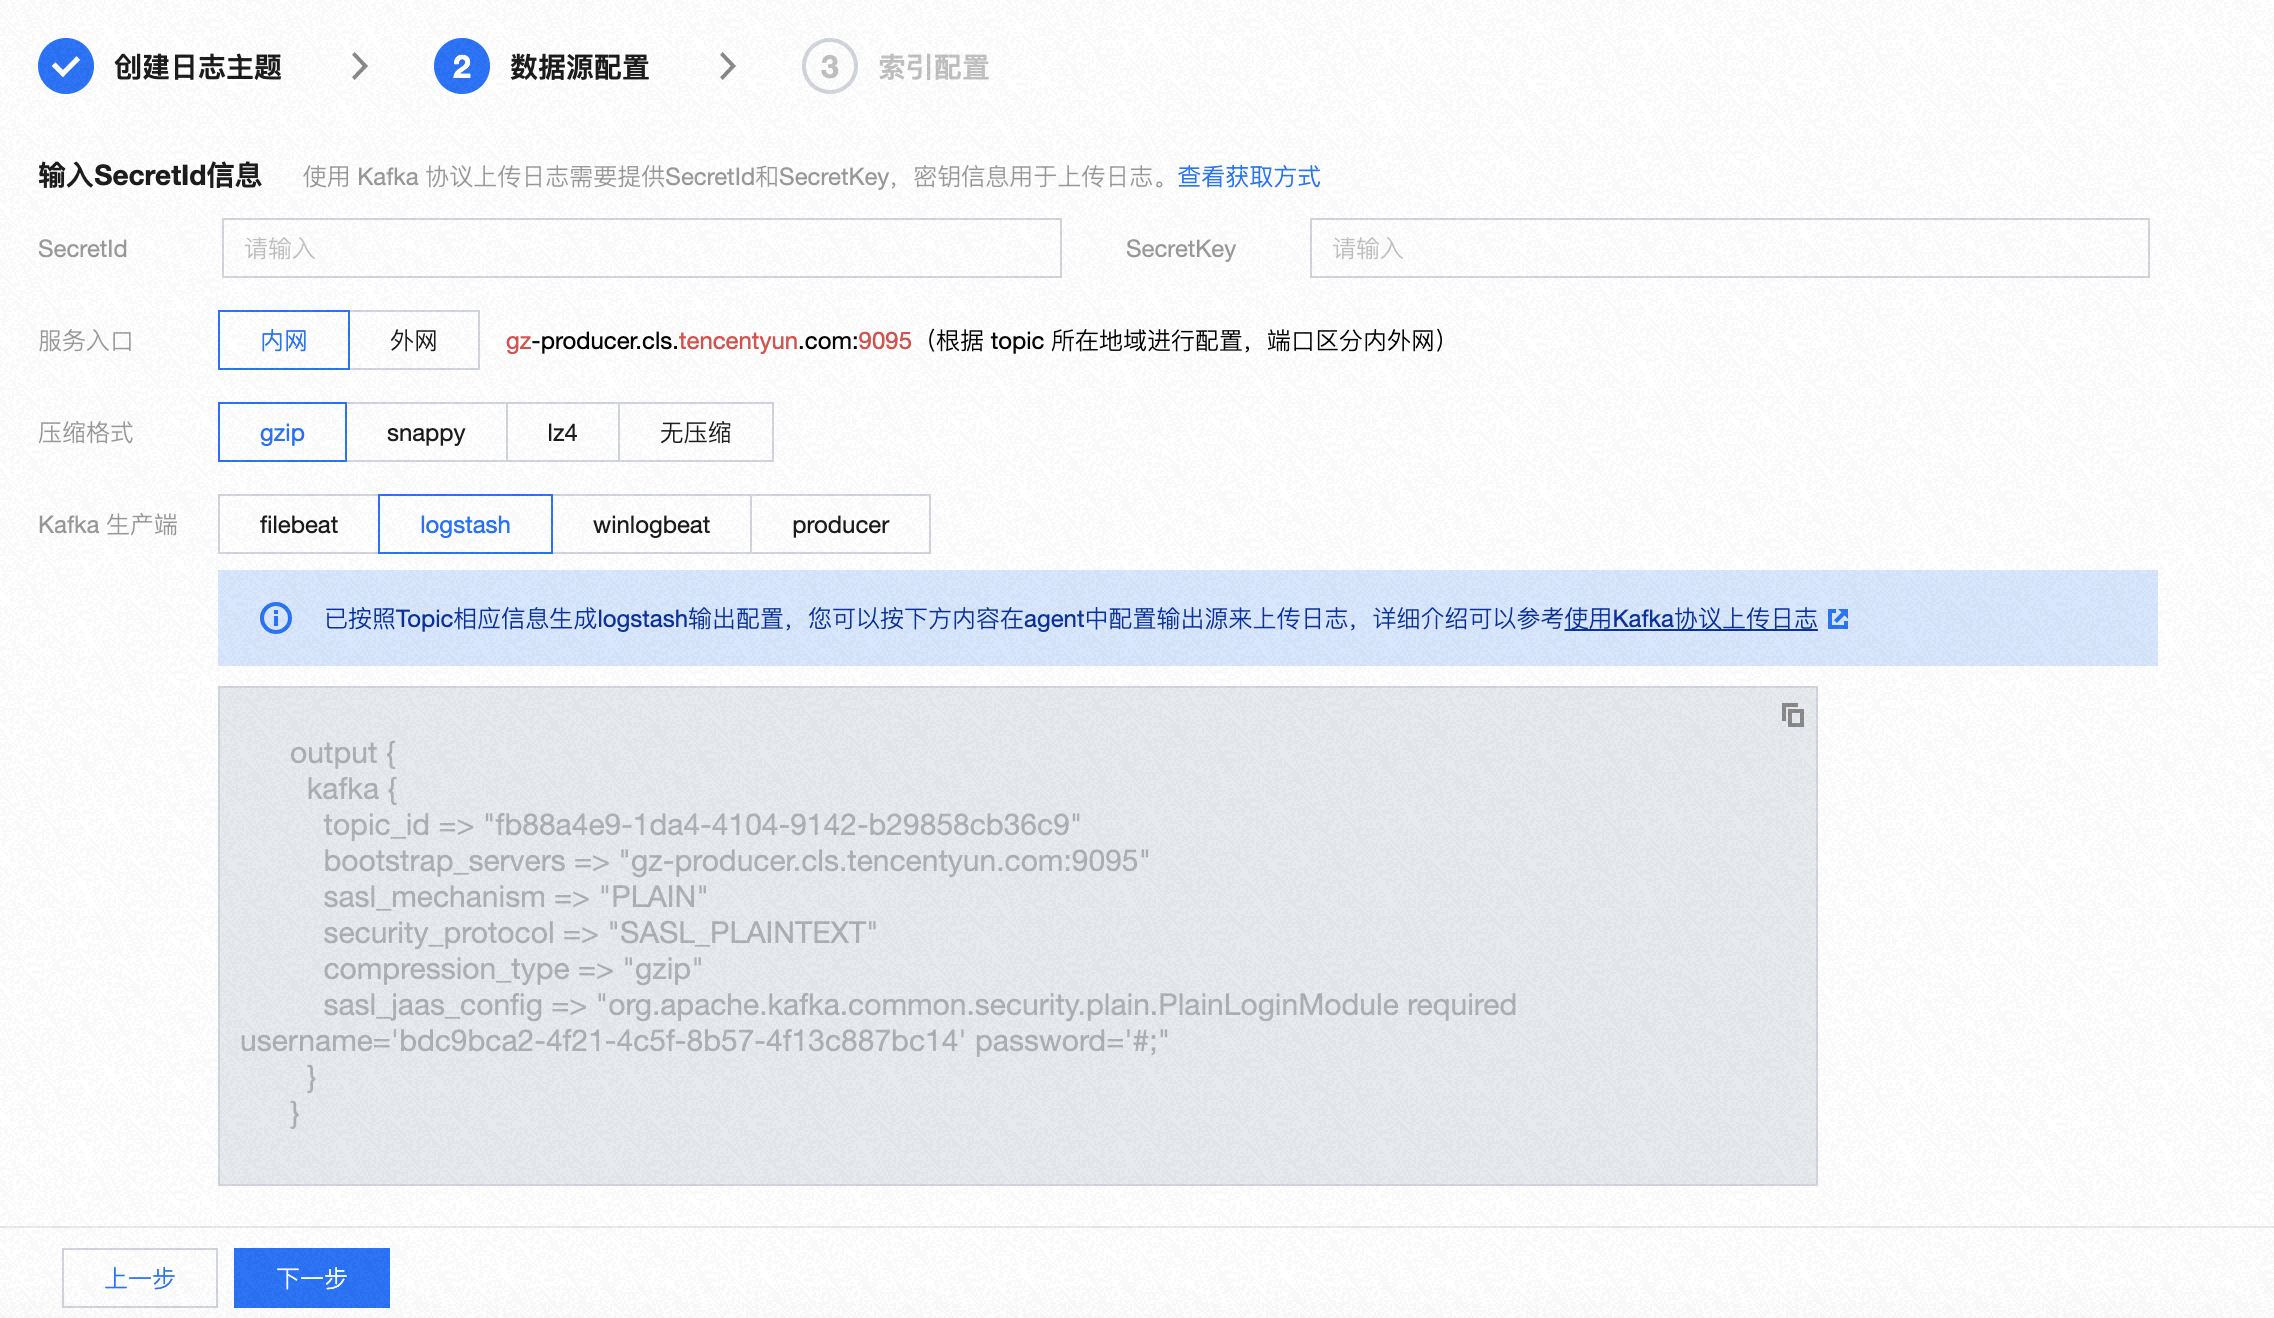 创建日志主题
2 数据源配置
3 索引配置
输入SecretId信息 使用 Kafka 协议上传日志需要提供SecretId和SecretKey，密钥信息用于上传日志。查看获取方式
SecretId 请输入 SecretKey 请输入
服务入口 内网 外网 gz-producer.cls.tencentyun.com:9095（根据 topic 所在地域进行配置，端口区分内外网）
压缩格式 gzip snappy lz4 无压缩
Kafka 生产端 filebeat logstash winlogbeat producer
已按照Topic相应信息生成logstash输出配置，您可以按下方内容在agent中配置输出源来上传日志，详细介绍可以参考使用Kafka协议上传日志
output {
kafka {
topic_id => "fb88a4e9-1da4-4104-9142-b29858cb36c9"
bootstrap_servers => "gz-producer.cls.tencentyun.com:9095"
sasl_mechanism => "PLAIN"
security_protocol => "SASL_PLAINTEXT"
compression_type => "gzip"
sasl_jaas_config => "org.apache.kafka.common.security.plain.PlainLoginModule required
username='bdc9bca2-4f21-4c5f-8b57-4f13c887bc14' password='#;"
}
}
上一步 下一步